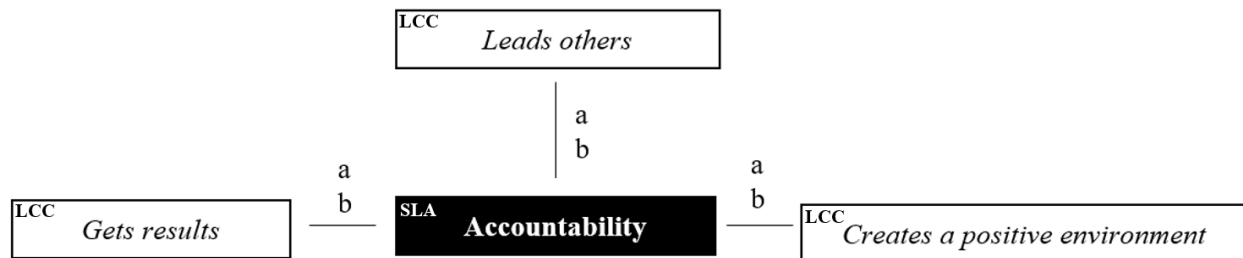 LCC
Leads others
a
b
a
b
a
b
LCC
Gets results
SLA
Accountability
LCC
Creates a positive environment